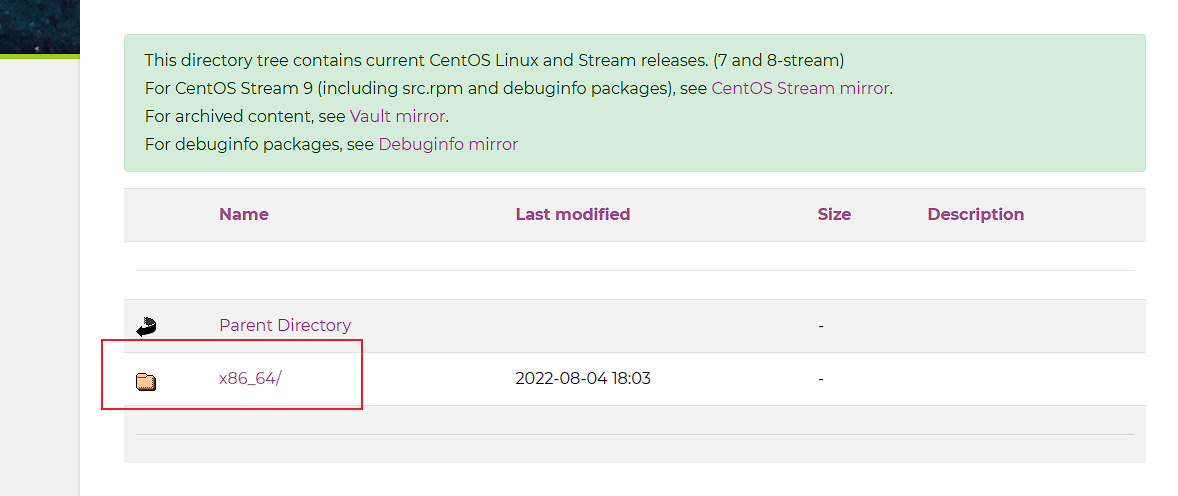 This directory tree contains current CentOS Linux and Stream releases. (7 and 8-stream)
For CentOS Stream 9 (including src.rpm and debuginfo packages), see CentOS Stream mirror.
For archived content, see Vault mirror.
For debuginfo packages, see Debuginfo mirror
Name Last modified Size Description
Parent Directory -
x86_64/ 2022-08-04 18:03 -